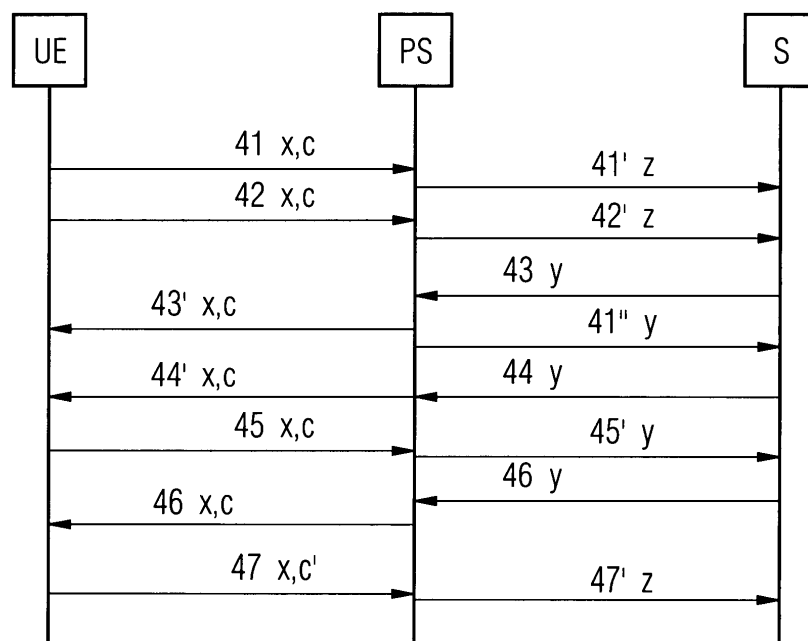 UE PS S
41 x,c
41' z
42 x,c
42' z
43 y
43' x,c
41" y
44' x,c
44 y
45 x,c
45' y
46 y
46 x,c
47 x,c'
47' z